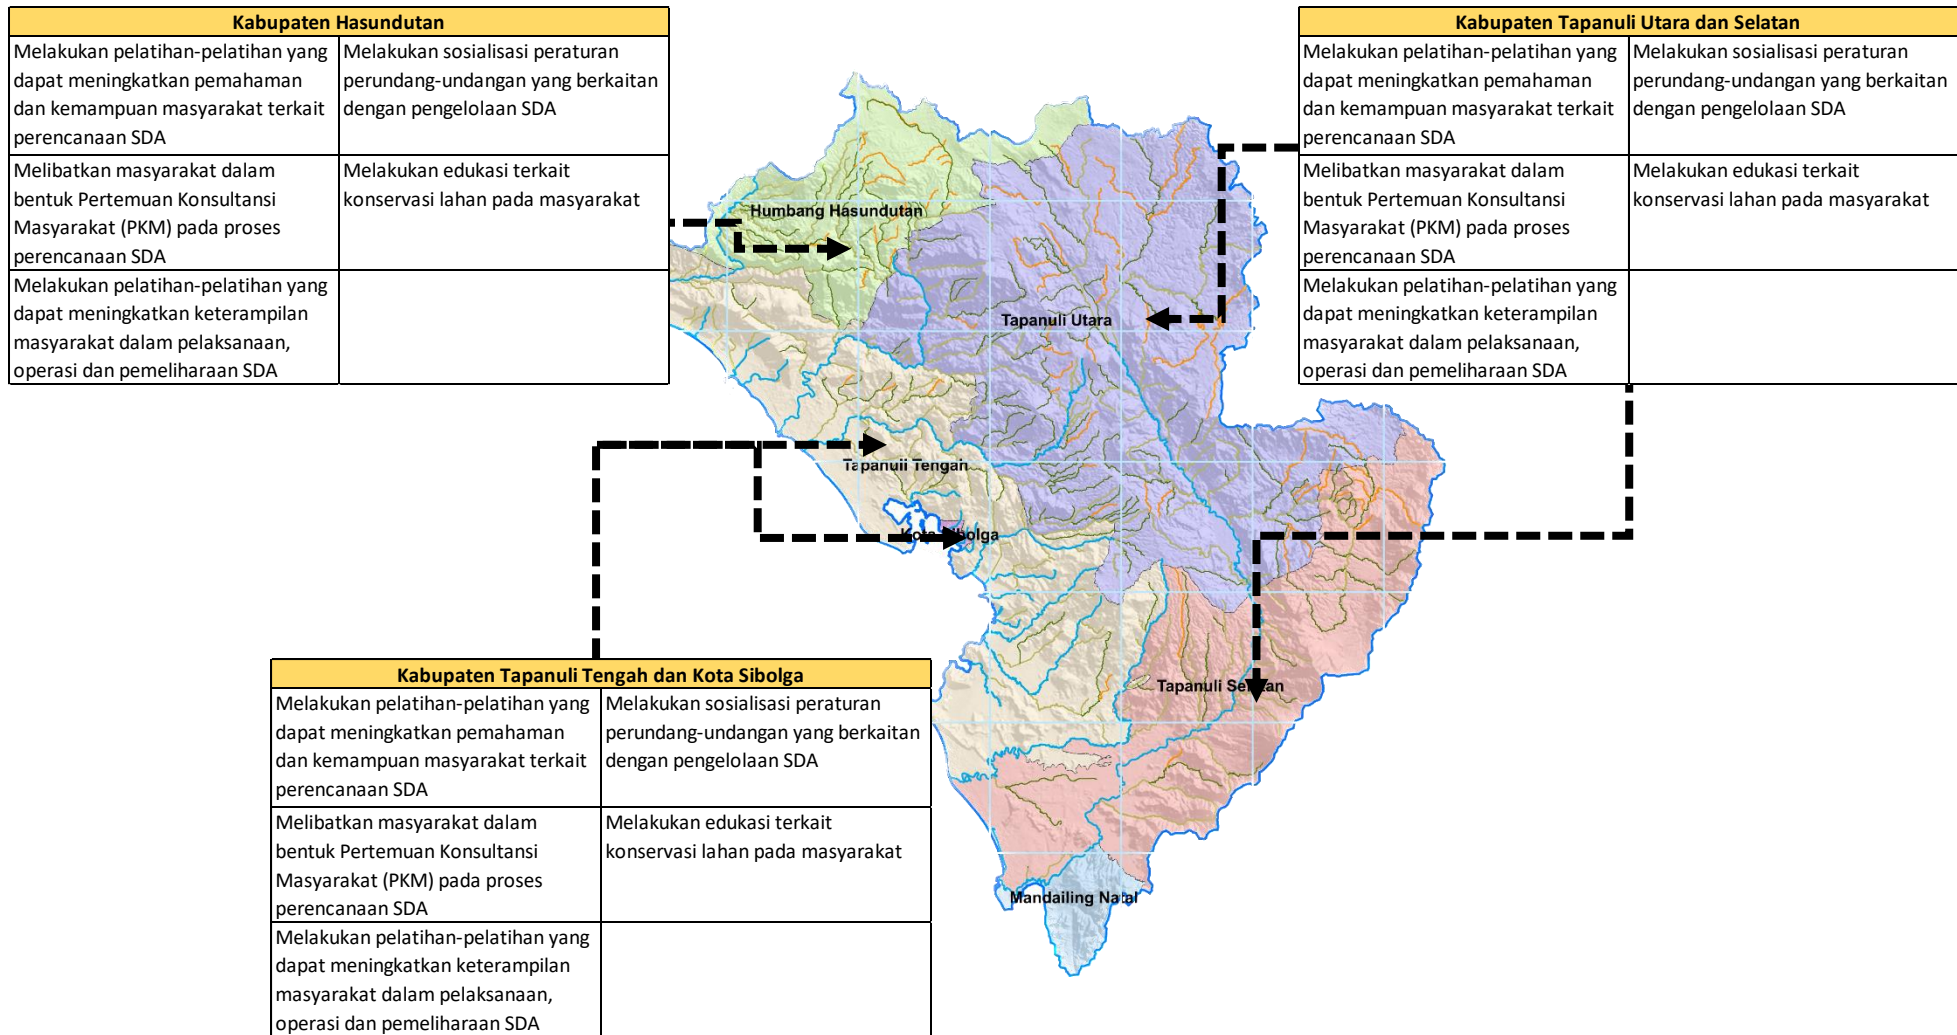 Kabupaten Hasundutan
Melakukan pelatihan-pelatihan yang
dapat meningkatkan pemahaman
dan kemampuan masyarakat terkait
perencanaan SDA
Melakukan sosialisasi peraturan
perundang-undangan yang berkaitan
dengan pengelolaan SDA
Melibatkan masyarakat dalam
bentuk Pertemuan Konsultansi
Masyarakat (PKM) pada proses
perencanaan SDA
Melakukan edukasi terkait
konservasi lahan pada masyarakat
Melakukan pelatihan-pelatihan yang
dapat meningkatkan keterampilan
masyarakat dalam pelaksanaan,
operasi dan pemeliharaan SDA
Kabupaten Tapanuli Utara dan Selatan
Melakukan pelatihan-pelatihan yang
dapat meningkatkan pemahaman
dan kemampuan masyarakat terkait
perencanaan SDA
Melakukan sosialisasi peraturan
perundang-undangan yang berkaitan
dengan pengelolaan SDA
Melibatkan masyarakat dalam
bentuk Pertemuan Konsultansi
Masyarakat (PKM) pada proses
perencanaan SDA
Melakukan edukasi terkait
konservasi lahan pada masyarakat
Melakukan pelatihan-pelatihan yang
dapat meningkatkan keterampilan
masyarakat dalam pelaksanaan,
operasi dan pemeliharaan SDA
Humbang Hasundutan
Tapanuli Utara
Tapanuli Tengah
Kota Sibolga
Tapanuli Selatan
Mandailing Natal
Kabupaten Tapanuli Tengah dan Kota Sibolga
Melakukan pelatihan-pelatihan yang
dapat meningkatkan pemahaman
dan kemampuan masyarakat terkait
perencanaan SDA
Melakukan sosialisasi peraturan
perundang-undangan yang berkaitan
dengan pengelolaan SDA
Melibatkan masyarakat dalam
bentuk Pertemuan Konsultansi
Masyarakat (PKM) pada proses
perencanaan SDA
Melakukan edukasi terkait
konservasi lahan pada masyarakat
Melakukan pelatihan-pelatihan yang
dapat meningkatkan keterampilan
masyarakat dalam pelaksanaan,
operasi dan pemeliharaan SDA